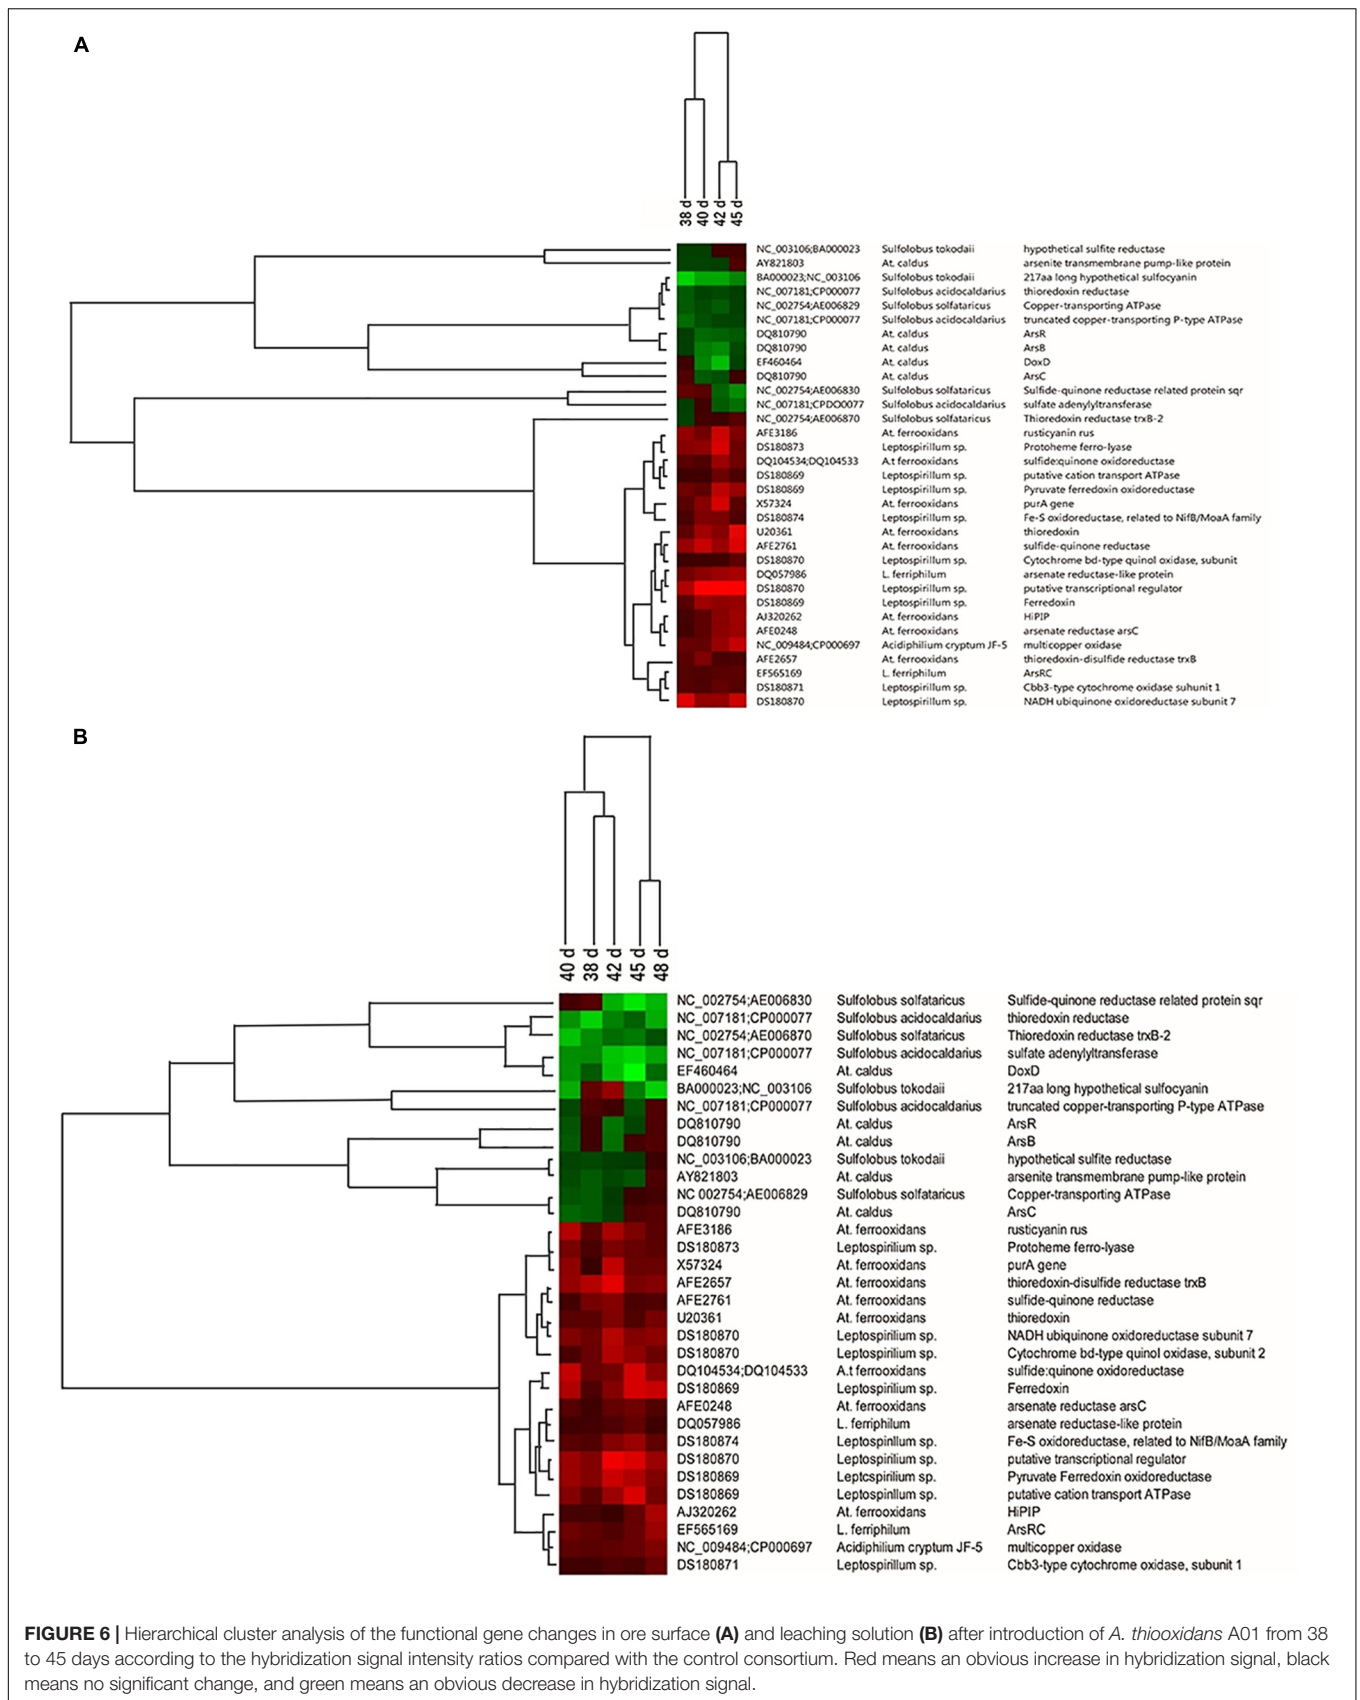 A
38 d 40 d 42 d 45 d
NC_003106;BA000023 Sulfolobus tokodaii hypothetical sulfite reductase
AY821803 At. caldus arsenite transmembrane pump-like protein
BA000023;NC_003106 Sulfolobus tokodaii 217aa long hypothetical sulfocyanin
NC_007181;CP000077 Sulfolobus acidocaldarius thioredoxin reductase
NC_002754;AE006829 Sulfolobus solfataricus Copper-transporting ATPase
NC_007181;CP000077 Sulfolobus acidocaldarius truncated copper-transporting P-type ATPase
DQ810790 At. caldus ArsR
DQ810790 At. caldus ArsB
EF460464 At. caldus DoxD
DQ810790 At. caldus ArsC
NC_002754;AE006830 Sulfolobus solfataricus Sulfide-quinone reductase related protein sqr
NC_007181;CPDO0077 Sulfolobus acidocaldarius sulfate adenylyltransferase
NC_002754;AE006870 Sulfolobus solfataricus Thioredoxin reductase trxB-2
AFE3186 At. ferrooxidans rusticyanin rus
DS180873 Leptospirillum sp. Protoheme ferro-lyase
DQ104534;DQ104533 A.t ferrooxidans sulfide:quinone oxidoreductase
DS180869 Leptospirillum sp. putative cation transport ATPase
DS180869 Leptospirillum sp. Pyruvate ferredoxin oxidoreductase
X57324 At. ferrooxidans purA gene
DS180874 Leptospirillum sp. Fe-S oxidoreductase, related to NifB/MoaA family
U20361 At. ferrooxidans thioredoxin
AFE2761 At. ferrooxidans sulfide-quinone reductase
DS180870 Leptospirillum sp. Cytochrome bd-type quinol oxidase, subunit
DQ057986 L. ferriphilum arsenate reductase-like protein
DS180870 Leptospirillum sp. putative transcriptional regulator
DS180869 Leptospirillum sp. Ferredoxin
AJ320262 At. ferrooxidans HiPIP
AFE0248 At. ferrooxidans arsenate reductase arsC
NC_009484;CP000697 Acidiphilium cryptum JF-5 multicopper oxidase
AFE2657 At. ferrooxidans thioredoxin-disulfide reductase trxB
EF565169 L. ferriphilum ArsRC
DS180871 Leptospirillum sp. Cbb3-type cytochrome oxidase suhunit 1
DS180870 Leptospirillum sp. NADH ubiquinone oxidoreductase subunit 7
B
40 d 38 d 42 d 45 d 48 d
NC_002754;AE006830 Sulfolobus solfataricus Sulfide-quinone reductase related protein sqr
NC_007181;CP000077 Sulfolobus acidocaldarius thioredoxin reductase
NC_002754;AE006870 Sulfolobus solfataricus Thioredoxin reductase trxB-2
NC_007181;CP000077 Sulfolobus acidocaldarius sulfate adenylyltransferase
EF460464 At. caldus DoxD
BA000023;NC_003106 Sulfolobus tokodaii 217aa long hypothetical sulfocyanin
NC_007181;CP000077 Sulfolobus acidocaldarius truncated copper-transporting P-type ATPase
DQ810790 At. caldus ArsR
DQ810790 At. caldus ArsB
NC_003106;BA000023 Sulfolobus tokodaii hypothetical sulfite reductase
AY821803 At. caldus arsenite transmembrane pump-like protein
NC 002754;AE006829 Sulfolobus solfataricus Copper-transporting ATPase
DQ810790 At. caldus ArsC
AFE3186 At. ferrooxidans rusticyanin rus
DS180873 Leptospirilium sp. Protoheme ferro-lyase
X57324 At. ferrooxidans purA gene
AFE2657 At. ferrooxidans thioredoxin-disulfide reductase trxB
AFE2761 At. ferrooxidans sulfide-quinone reductase
U20361 At. ferrooxidans thioredoxin
DS180870 Leptospirilium sp. NADH ubiquinone oxidoreductase subunit 7
DS180870 Leptospirilium sp. Cytochrome bd-type quinol oxidase, subunit 2
DQ104534;DQ104533 A.t ferrooxidans sulfide:quinone oxidoreductase
DS180869 Leptospirilium sp. Ferredoxin
AFE0248 At. ferrooxidans arsenate reductase arsC
DQ057986 L. ferriphilum arsenate reductase-like protein
DS180874 Leptospinllum sp. Fe-S oxidoreductase, related to NifB/MoaA family
DS180870 Leptospirilium sp. putative transcriptional regulator
DS180869 Leptcspirilium sp. Pyruvate Ferredoxin oxidoreductase
DS180869 Leptospinllum sp. putative cation transport ATPase
AJ320262 At. ferrooxidans HiPIP
EF565169 L. ferriphilum ArsRC
NC_009484;CP000697 Acidiphilium cryptum JF-5 multicopper oxidase
DS180871 Leptospirillum sp. Cbb3-type cytochrome oxidase, subunit 1
FIGURE 6 | Hierarchical cluster analysis of the functional gene changes in ore surface (A) and leaching solution (B) after introduction of A. thiooxidans A01 from 38
to 45 days according to the hybridization signal intensity ratios compared with the control consortium. Red means an obvious increase in hybridization signal, black
means no significant change, and green means an obvious decrease in hybridization signal.